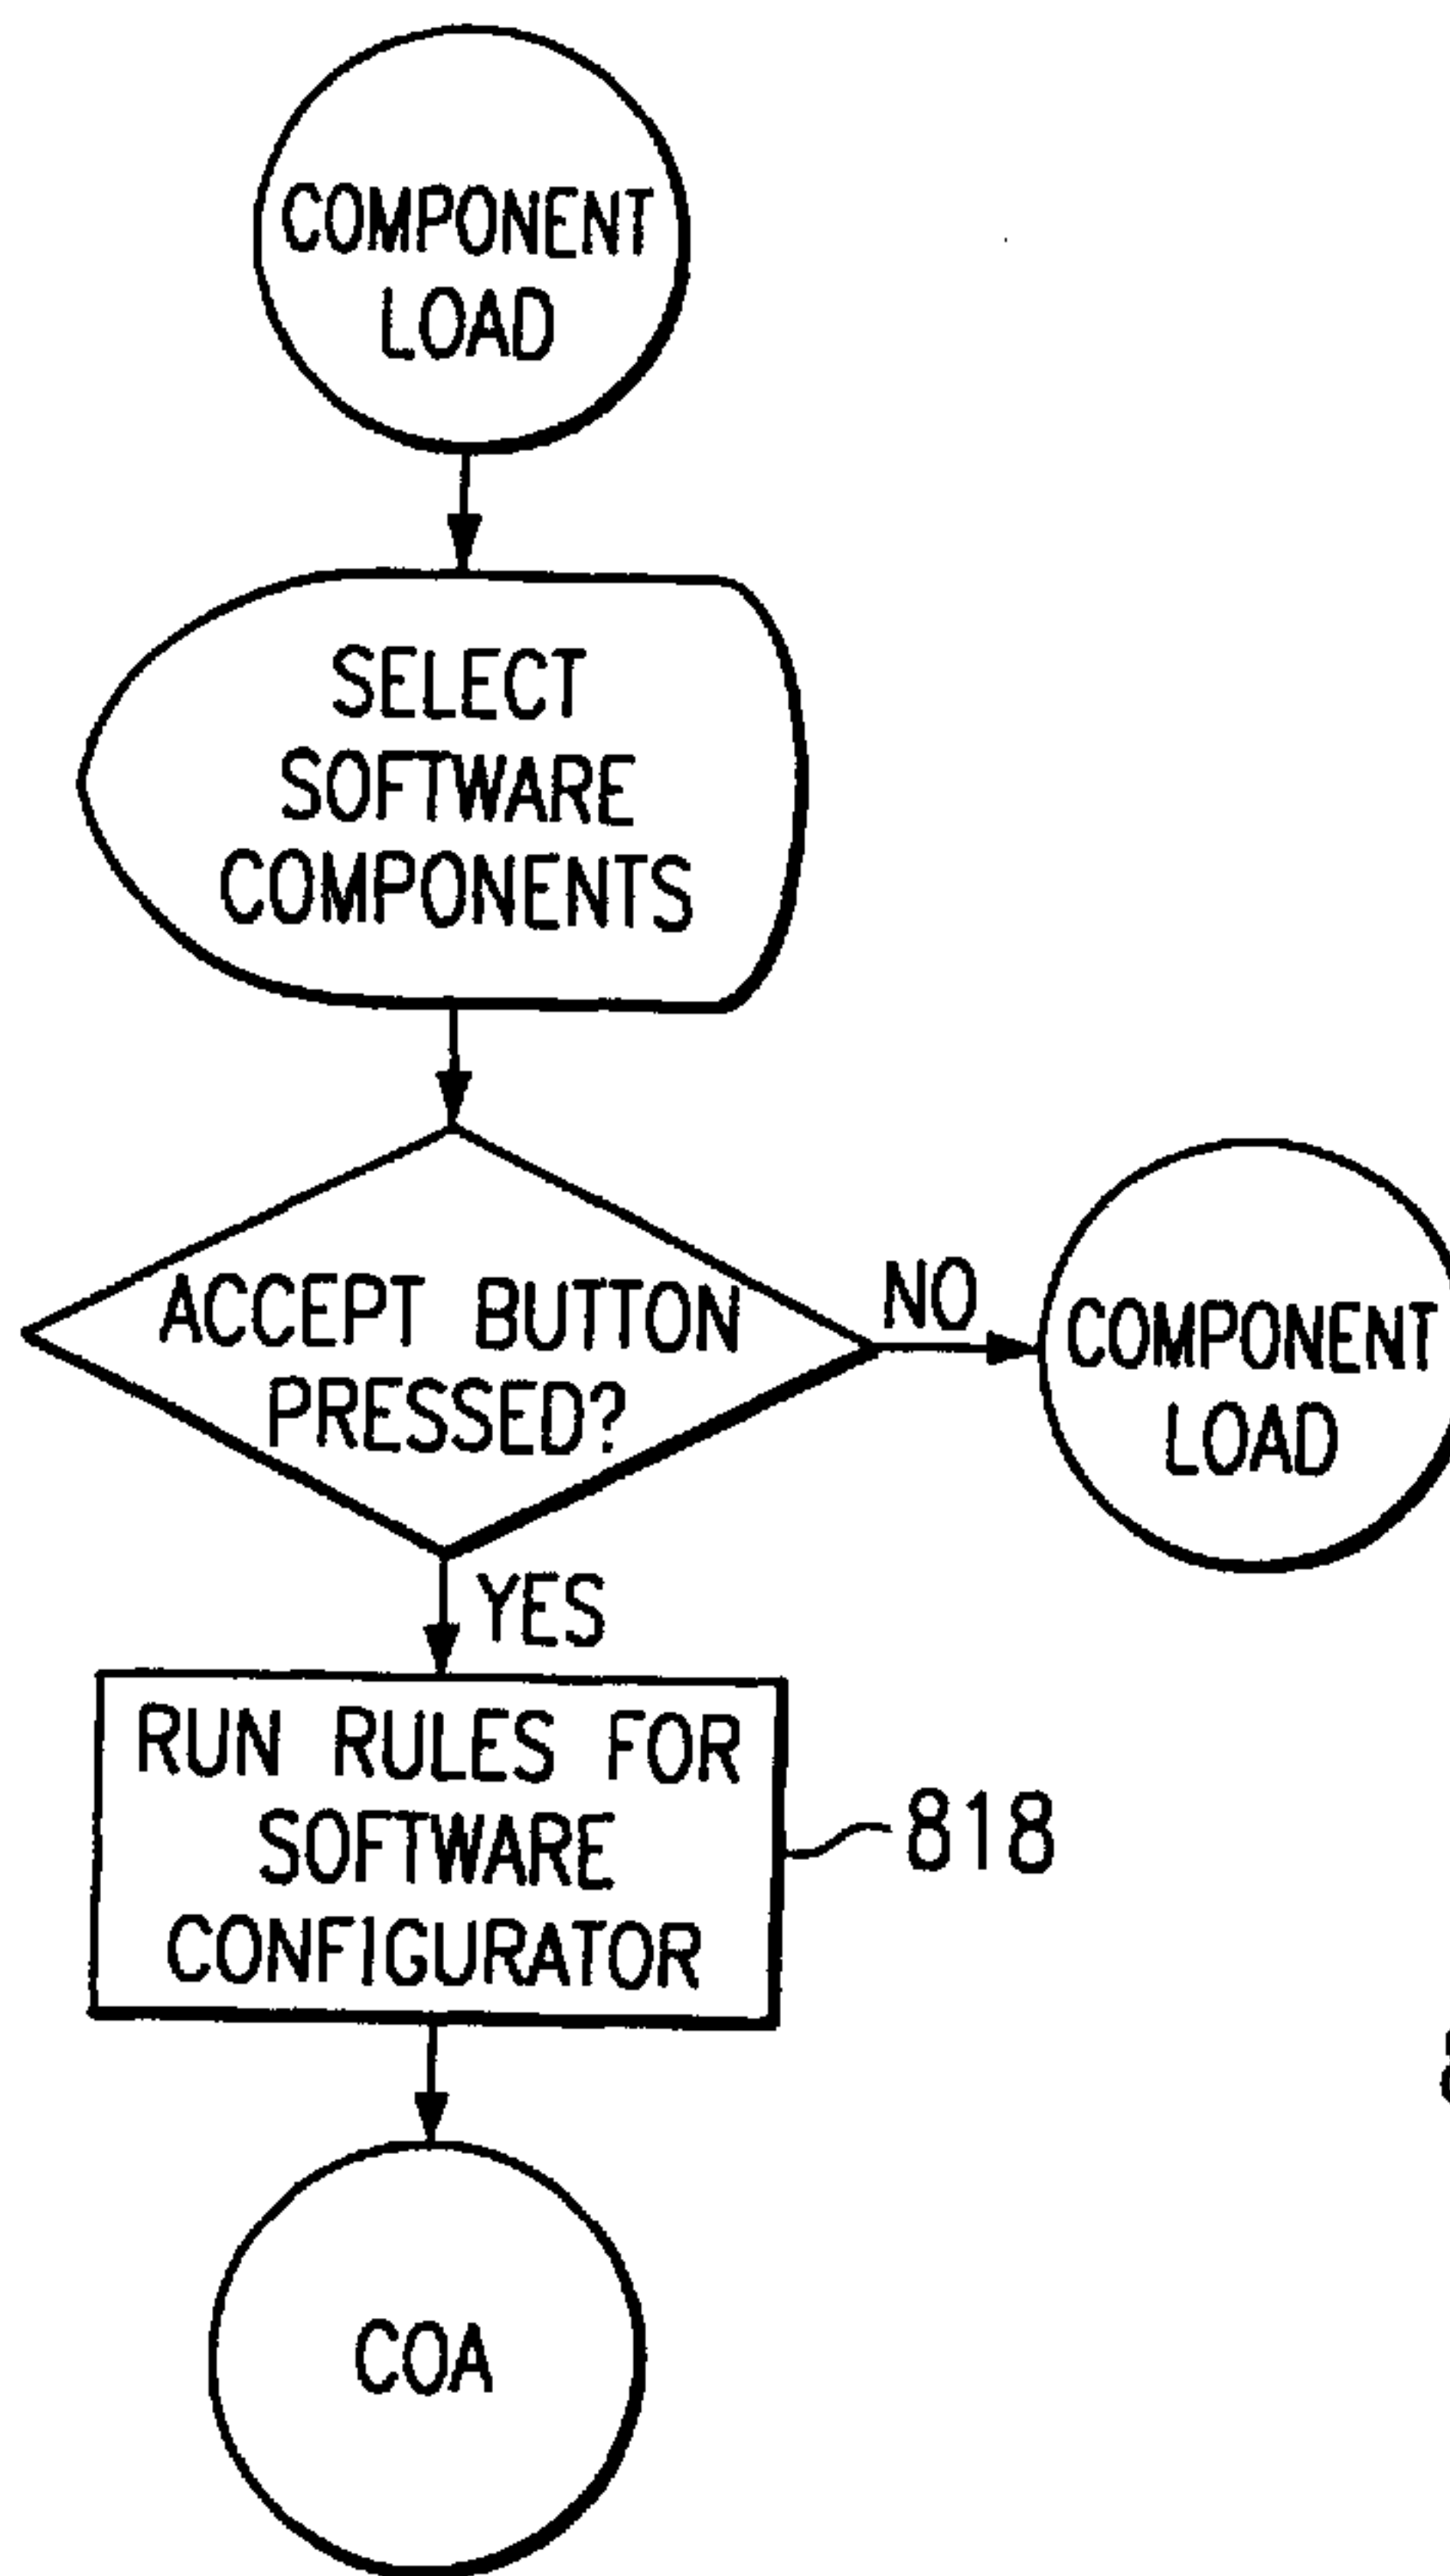 COMPONENT
LOAD
SELECT
SOFTWARE
COMPONENTS
ACCEPT BUTTON
PRESSED?
NO
COMPONENT
LOAD
YES
RUN RULES FOR
SOFTWARE
CONFIGURATOR
818
COA